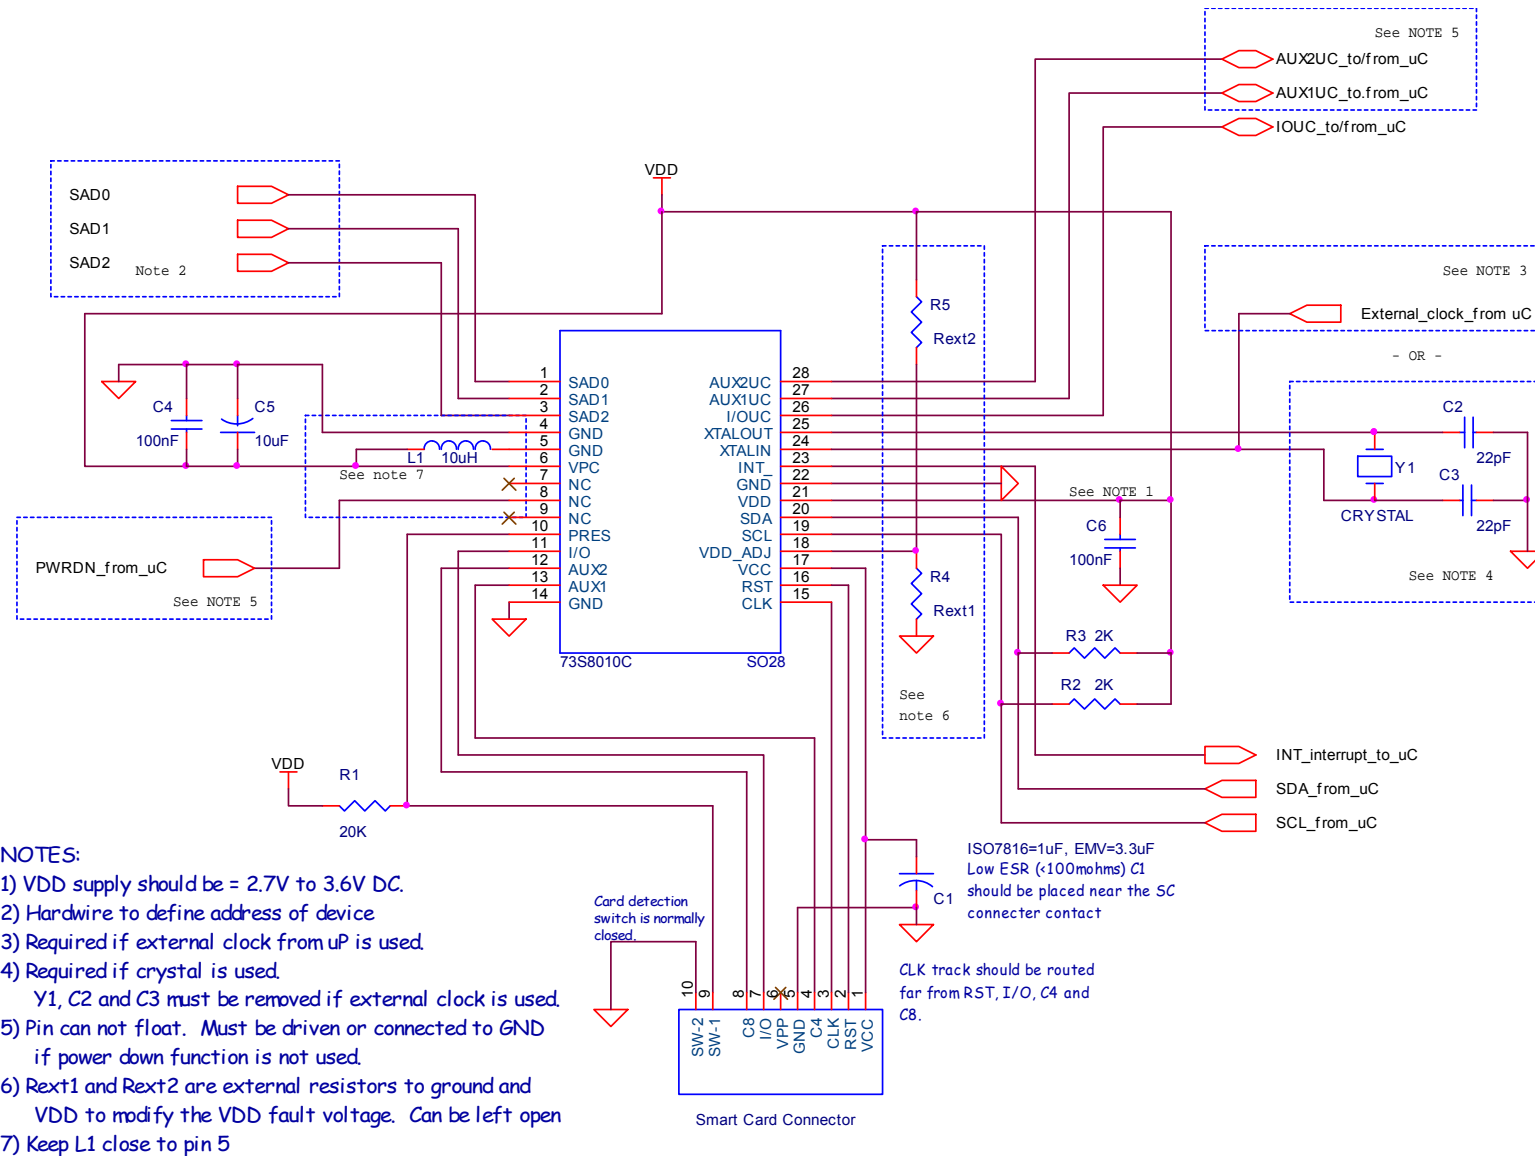 See NOTE 5
AUX2UC_to/from_uC
AUX1UC_to.from_uC
IOUC_to/from_uC
VDD
SAD0
SAD1
SAD2
Note 2
See NOTE 3
External_clock_from uC
- OR -
R5
Rext2
C4
100nF
C5
10uF
L1
10uH
See note 7
1
2
3
4
5
6
7
8
9
10
11
12
13
14
SAD0
SAD1
SAD2
GND
GND
VPC
NC
NC
NC
PRES
I/O
AUX2
AUX1
GND
AUX2UC
AUX1UC
I/OUC
XTALOUT
XTALIN
INT_
GND
VDD
SDA
SCL
VDD_ADJ
VCC
RST
CLK
28
27
26
25
24
23
22
21
20
19
18
17
16
15
73S8010C
SO28
C2
22pF
Y1
C3
22pF
CRYSTAL
See NOTE 4
See NOTE 1
C6
100nF
PWRDN_from_uC
See NOTE 5
R4
Rext1
See
note 6
R3 2K
R2 2K
INT_interrupt_to_uC
SDA_from_uC
SCL_from_uC
VDD
R1
20K
C1
ISO7816=1uF, EMV=3.3uF
Low ESR (<100mohms) C1
should be placed near the SC
connecter contact
CLK track should be routed
far from RST, I/O, C4 and
C8.
Card detection
switch is normally
closed.
10
9
8
7
6
5
4
3
2
1
SW-2
SW-1
C8
I/O
VPP
GND
C4
CLK
RST
VCC
Smart Card Connector
NOTES:
1) VDD supply should be = 2.7V to 3.6V DC.
2) Hardwire to define address of device
3) Required if external clock from uP is used.
4) Required if crystal is used.
Y1, C2 and C3 must be removed if external clock is used.
5) Pin can not float. Must be driven or connected to GND
if power down function is not used.
6) Rext1 and Rext2 are external resistors to ground and
VDD to modify the VDD fault voltage. Can be left open
7) Keep L1 close to pin 5